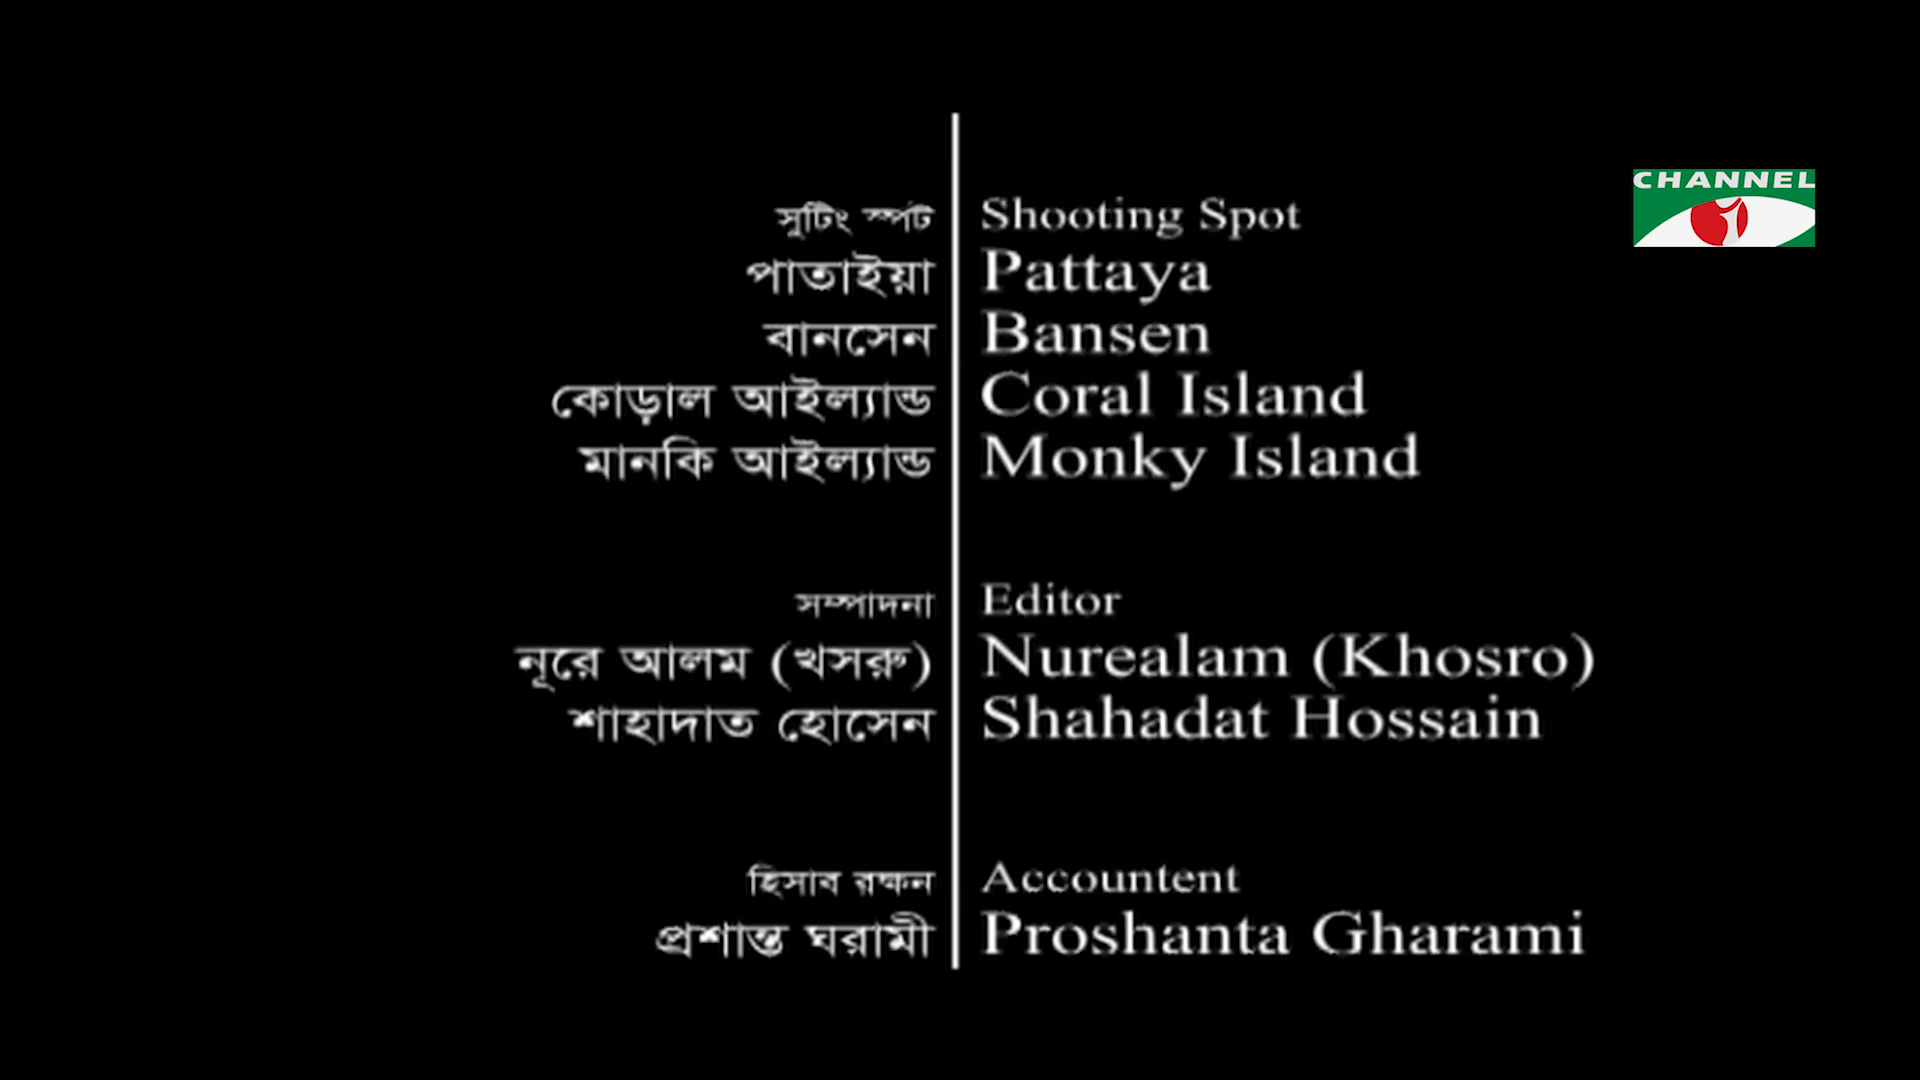 সুটিং স্পট Shooting Spot
পাতাইয়া Pattaya
বানসেন Bansen
কোড়াল আইল্যান্ড Coral Island
মানকি আইল্যান্ড Monky Island
সম্পাদনা Editor
নূরে আলম (খসরু) Nurealam (Khosro)
শাহাদাত হোসেন Shahadat Hossain
হিসাব রক্ষন Accountent
প্রশান্ত ঘরামী Proshanta Gharami
CHANNEL